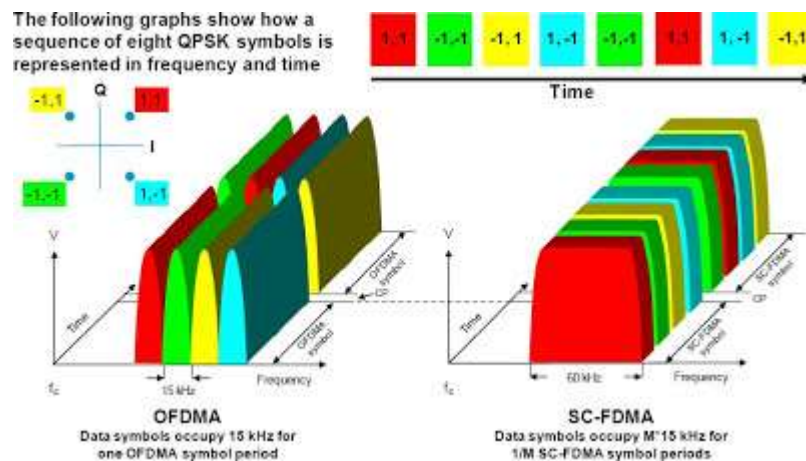 The following graphs show how a
sequence of eight QPSK symbols is
represented in frequency and time
1, 1
-1,-1
-1, 1
1, -1
-1,-1
1, 1
1, -1
-1,1
Time
Q
-1,1
1,1
I
-1,-1
1,-1
V
Time
OFDMA
symbol
CP
OFDMA
symbol
fc
15 kHz
Frequency
OFDMA
Data symbols occupy 15 kHz for
one OFDMA symbol period
V
Time
SC-FDMA
symbol
CP
SC-FDMA
symbol
fc
60 kHz
Frequency
SC-FDMA
Data symbols occupy M*15 kHz for
1/M SC-FDMA symbol periods